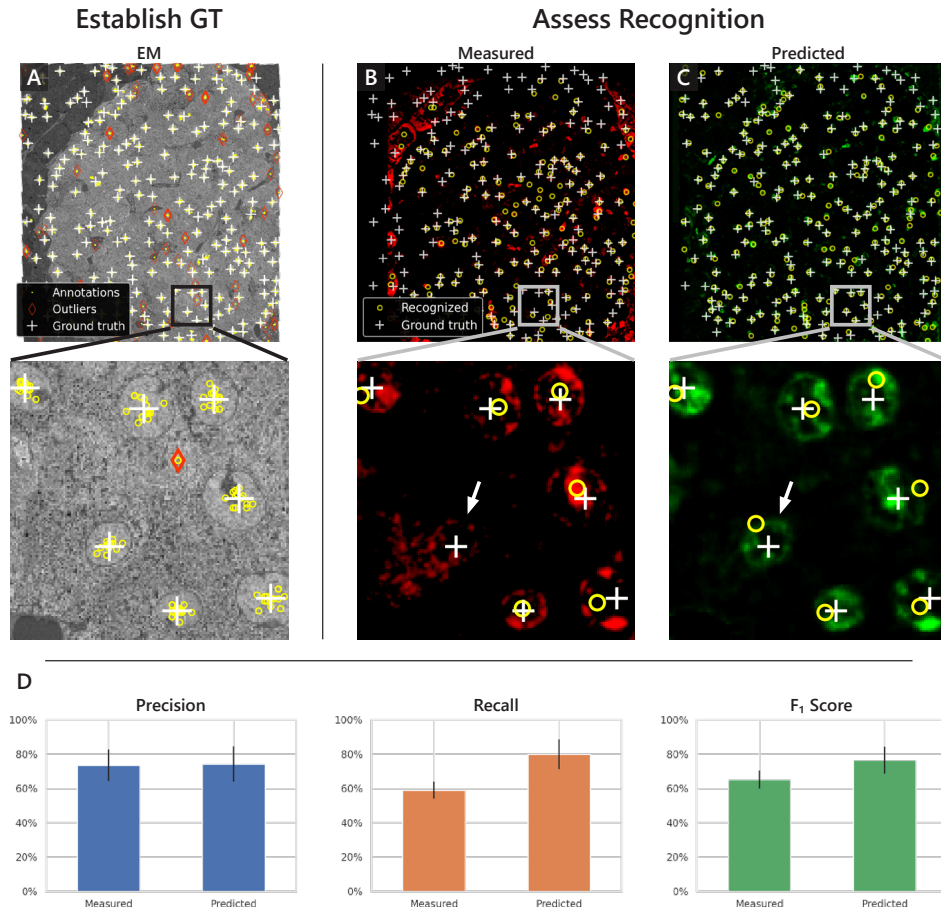 Establish GT
Assess Recognition
EM
Measured
Predicted
A
B
C
Annotations
Outliers
Ground truth
Recognized
Ground truth
D
Precision
Recall
F₁ Score
100%
80%
60%
40%
20%
0%
Measured
Predicted
100%
80%
60%
40%
20%
0%
Measured
Predicted
100%
80%
60%
40%
20%
0%
Measured
Predicted